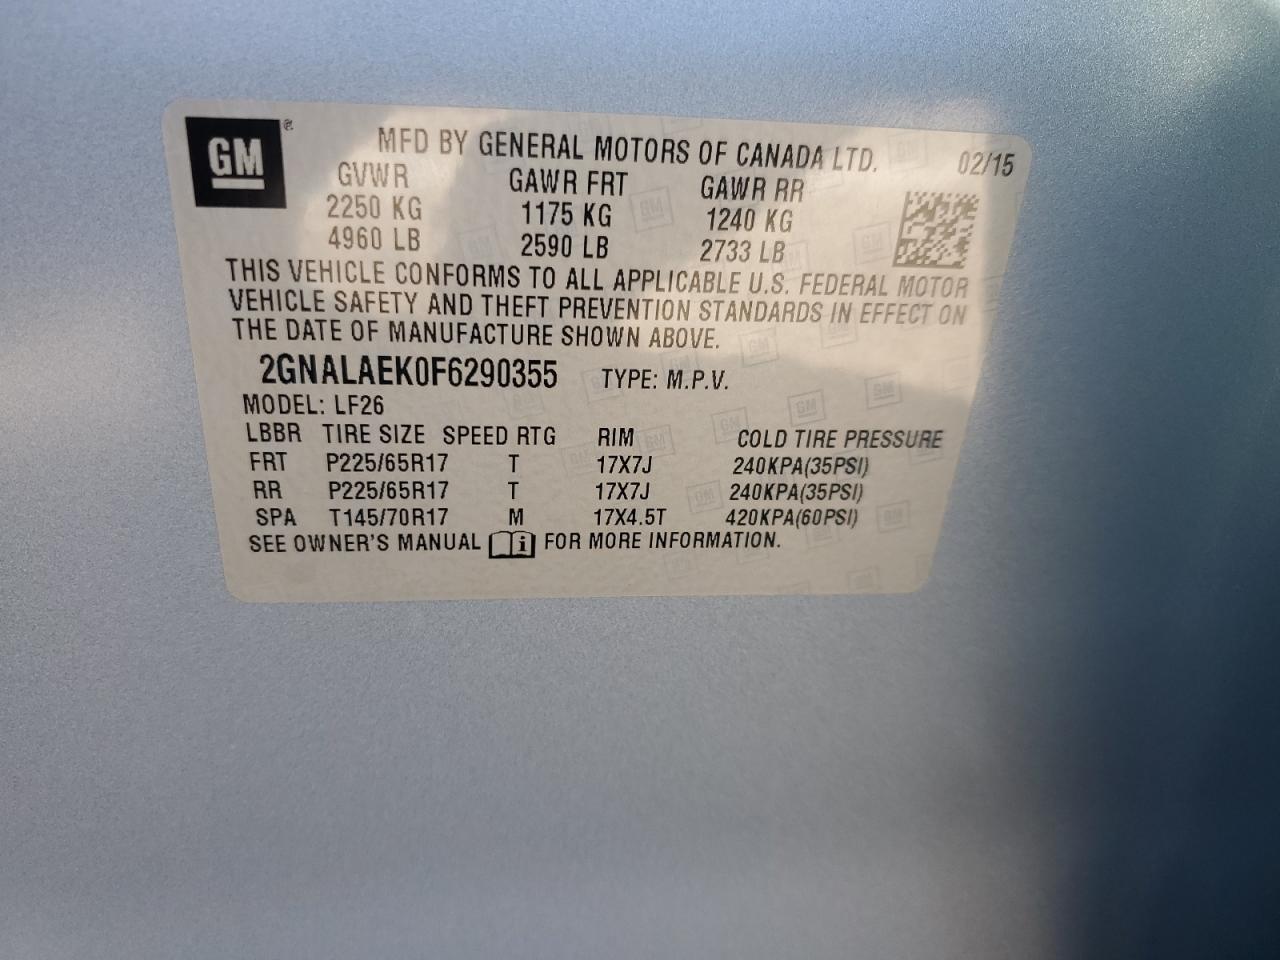 GM®
MFD BY GENERAL MOTORS OF CANADA LTD. 02/15
GVWR GAWR FRT GAWR RR
2250 KG 1175 KG 1240 KG
4960 LB 2590 LB 2733 LB
THIS VEHICLE CONFORMS TO ALL APPLICABLE U.S. FEDERAL MOTOR
VEHICLE SAFETY AND THEFT PREVENTION STANDARDS IN EFFECT ON
THE DATE OF MANUFACTURE SHOWN ABOVE.
2GNALAEK0F6290355 TYPE: M.P.V.
MODEL: LF26
LBBR TIRE SIZE SPEED RTG RIM COLD TIRE PRESSURE
FRT P225/65R17 T 17X7J 240KPA(35PSI)
RR P225/65R17 T 17X7J 240KPA(35PSI)
SPA T145/70R17 M 17X4.5T 420KPA(60PSI)
SEE OWNER'S MANUAL i FOR MORE INFORMATION.